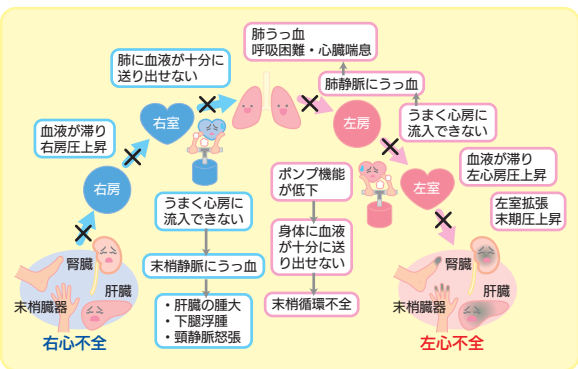 肺うっ血
呼吸困難・心臓喘息
肺に血液が十分に
送り出せない
肺静脈にうっ血
右室
左房
うまく心房に
流入できない
血液が滞り
右房圧上昇
血液が滞り
左心房圧上昇
右房
うまく心房に
流入できない
ポンプ機能
が低下
左室
左室拡張
末期圧上昇
身体に血液
が十分に送
り出せない
末梢静脈にうっ血
腎臓
肝臓
末梢臓器
右心不全
・肝臓の腫大
・下腿浮腫
・頸静脈怒張
末梢循環不全
腎臓
肝臓
末梢臓器
左心不全